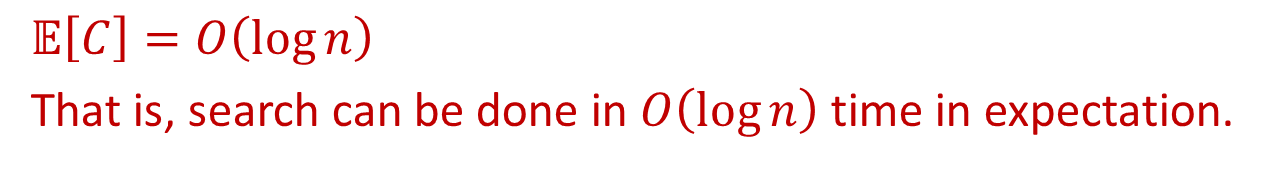 𝔼[𝐶] = 𝑂(log 𝑛)
That is, search can be done in 𝑂(log 𝑛) time in expectation.